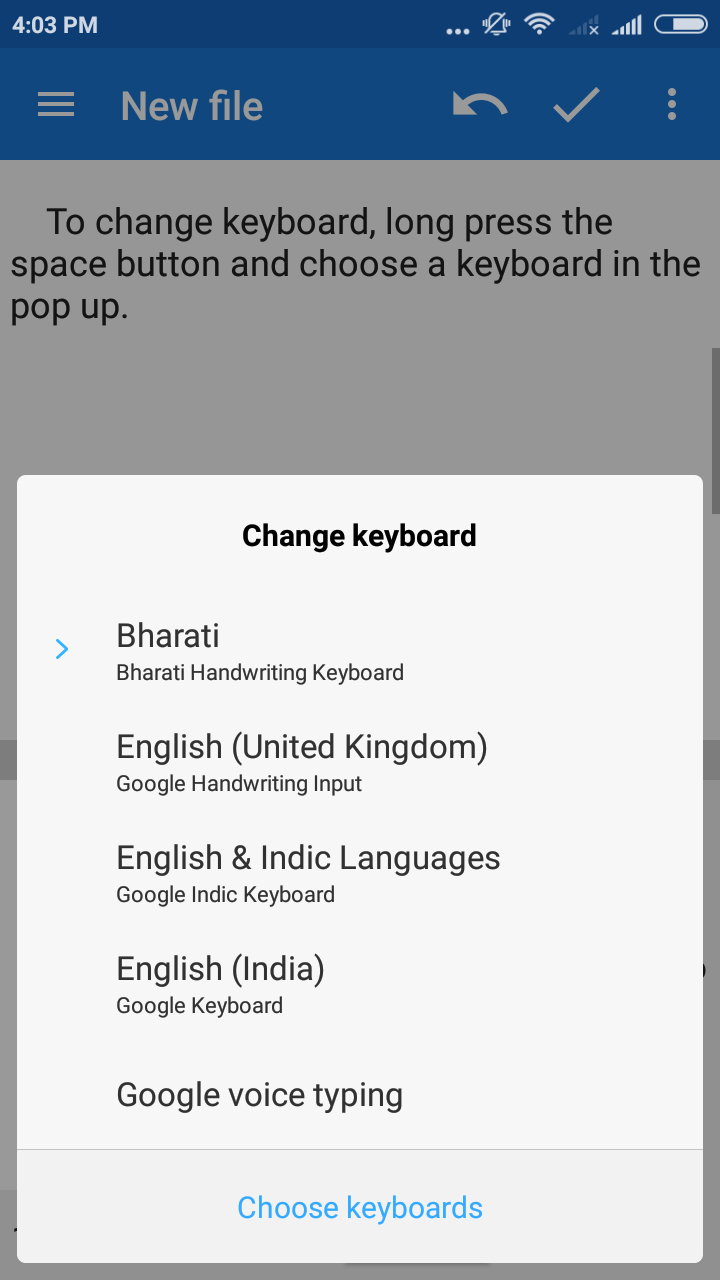 4:03 PM
New file
To change keyboard, long press the
space button and choose a keyboard in the
pop up.
Change keyboard
Bharati
Bharati Handwriting Keyboard
English (United Kingdom)
Google Handwriting Input
English & Indic Languages
Google Indic Keyboard
English (India)
Google Keyboard
Google voice typing
Choose keyboards